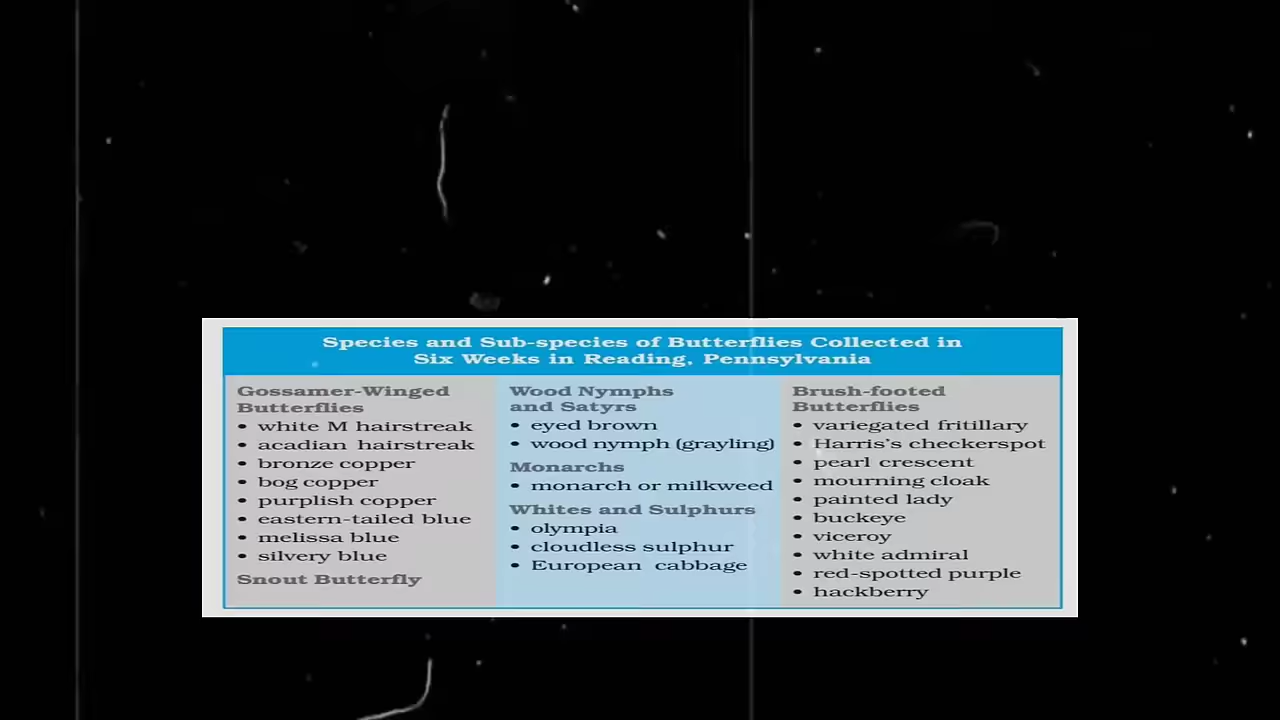 Species and Sub-species of Butterflies Collected in
Six Weeks in Reading, Pennsylvania
Gossamer-Winged
Butterflies
• white M hairstreak
• acadian hairstreak
• bronze copper
• bog copper
• purplish copper
• eastern-tailed blue
• melissa blue
• silvery blue
Snout Butterfly
Wood Nymphs
and Satyrs
• eyed brown
• wood nymph (grayling)
Monarchs
• monarch or milkweed
Whites and Sulphurs
• olympia
• cloudless sulphur
• European cabbage
Brush-footed
Butterflies
• variegated fritillary
• Harris's checkerspot
• pearl crescent
• mourning cloak
• painted lady
• buckeye
• viceroy
• white admiral
• red-spotted purple
• hackberry